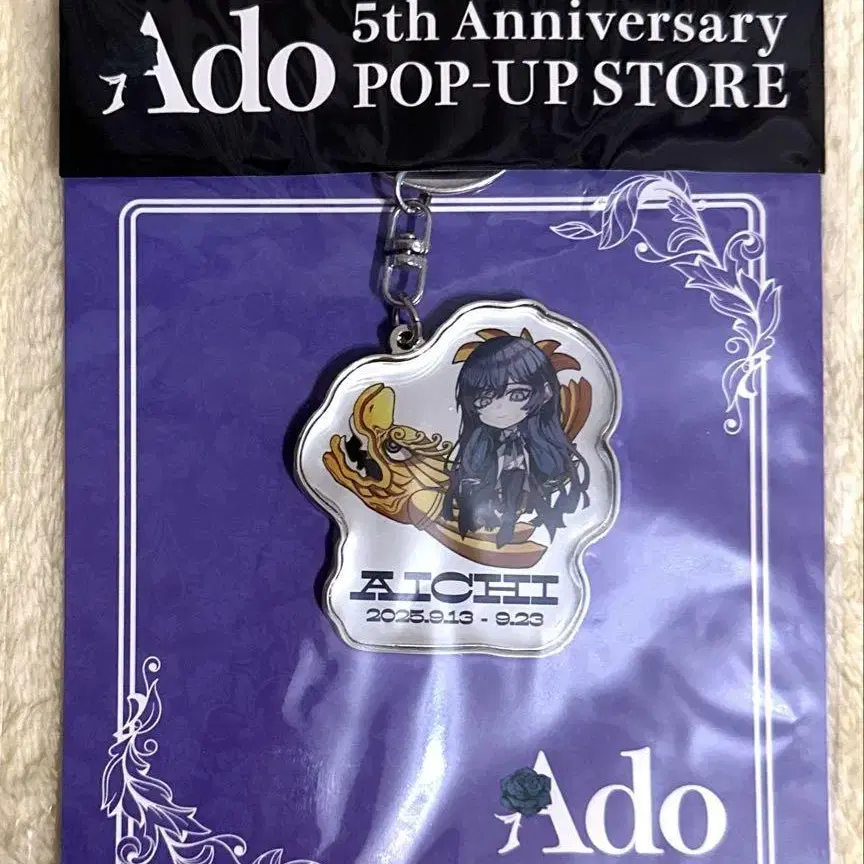 Ado
5th Anniversary
POP-UP STORE
AICHI
2025.9.13 - 9.23
Ado